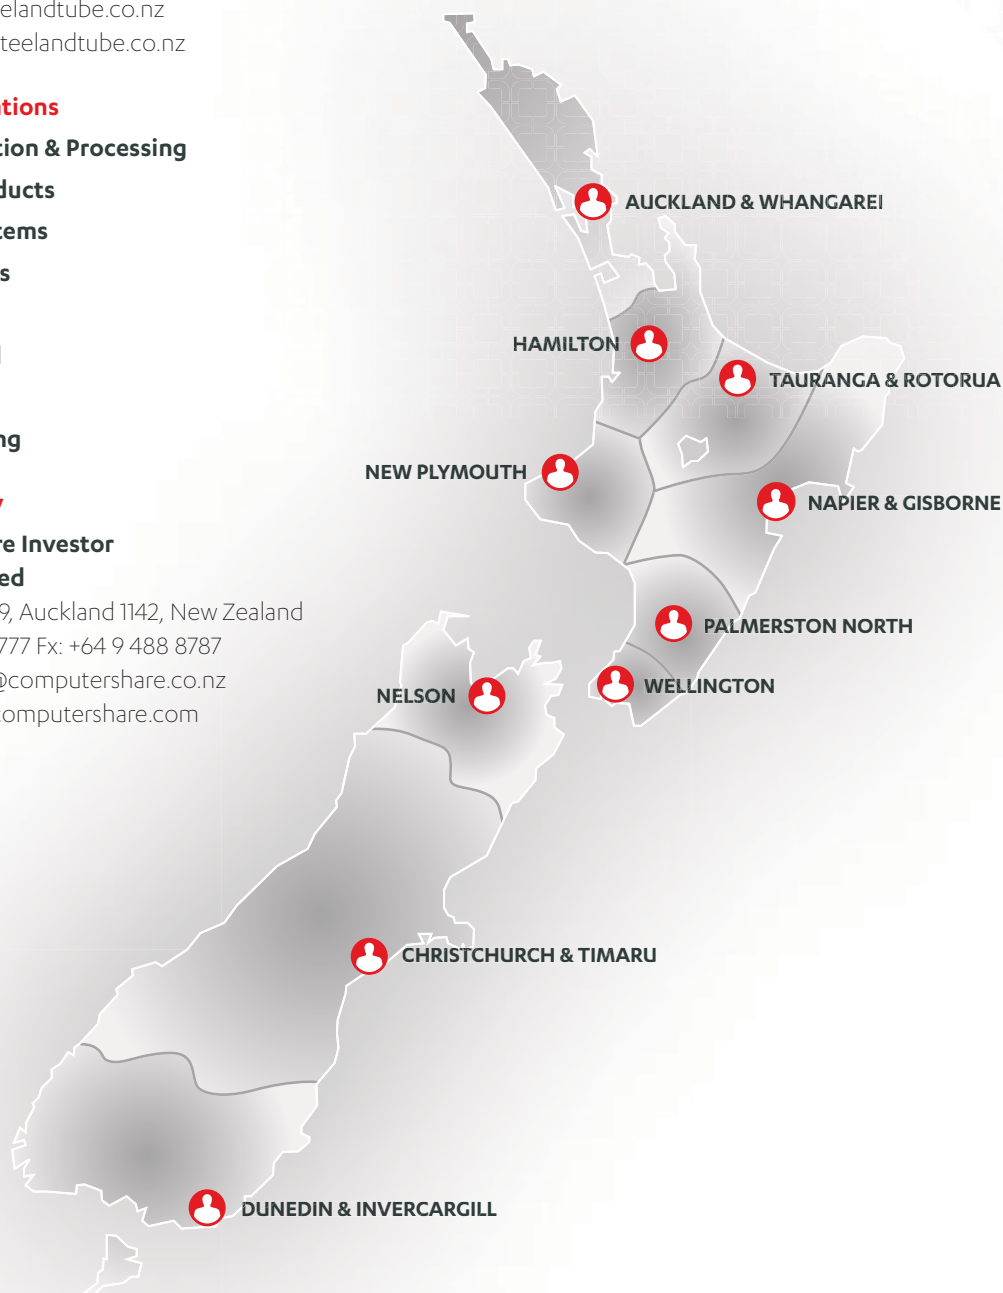 elandtube.co.nz
teelandtube.co.nz
ations
tion & Processing
ducts
tems
s
ng
re Investor
ed
9, Auckland 1142, New Zealand
777 Fx: +64 9 488 8787
@computershare.co.nz
computershare.com
AUCKLAND & WHANGAREI
HAMILTON
TAURANGA & ROTORUA
NEW PLYMOUTH
NAPIER & GISBORNE
PALMERSTON NORTH
WELLINGTON
NELSON
CHRISTCHURCH & TIMARU
DUNEDIN & INVERCARGILL